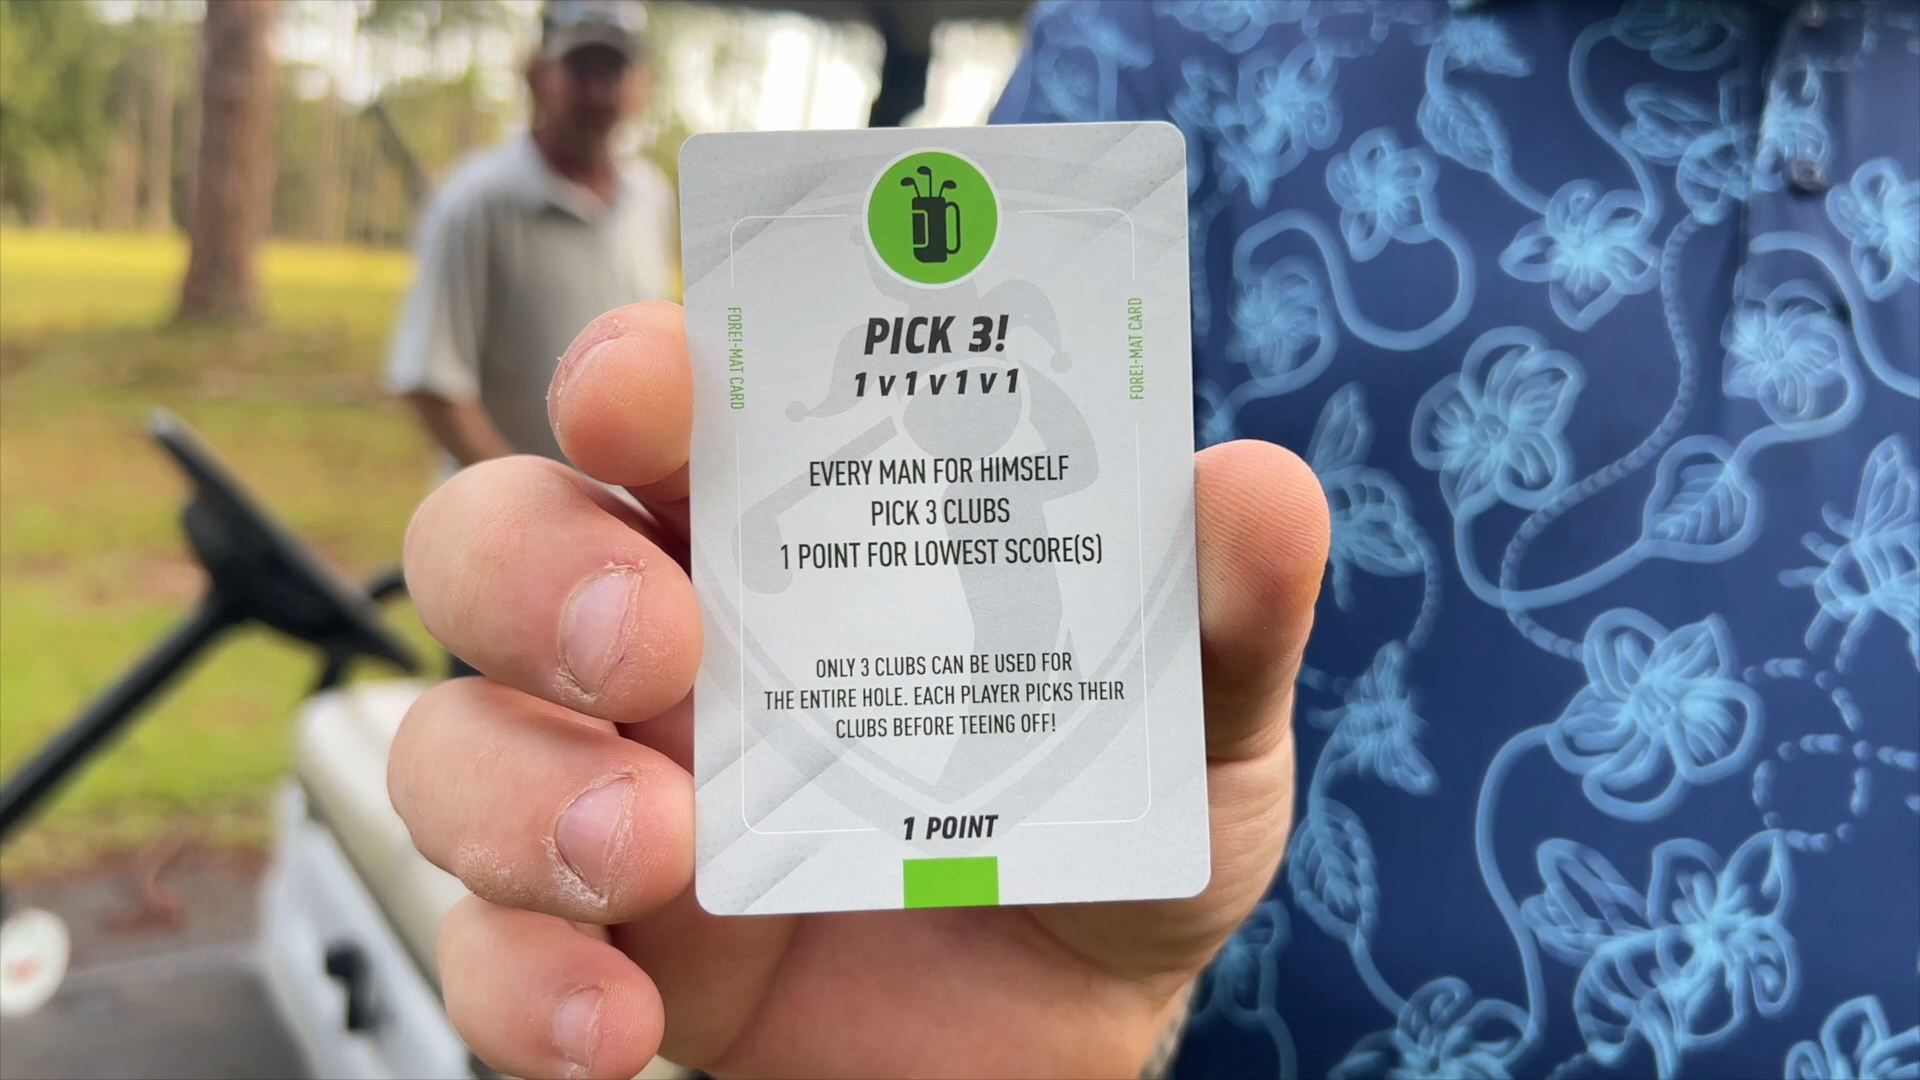 PICK 3!
1 v 1 v 1 v 1
FORE!-MAT CARD
FORE!-MAT CARD
EVERY MAN FOR HIMSELF
PICK 3 CLUBS
1 POINT FOR LOWEST SCORE(S)
ONLY 3 CLUBS CAN BE USED FOR
THE ENTIRE HOLE. EACH PLAYER PICKS THEIR
CLUBS BEFORE TEEING OFF!
1 POINT